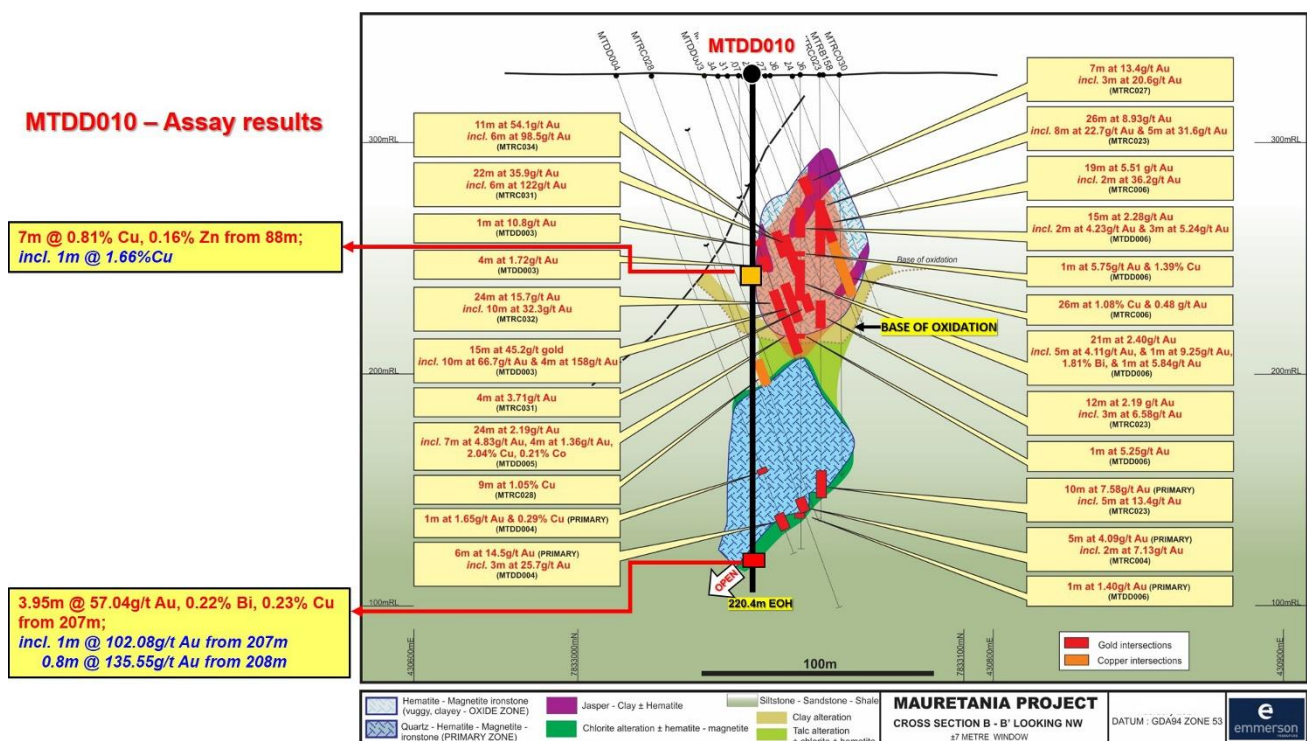 MTDD010 – Assay results
7m @ 0.81% Cu, 0.16% Zn from 88m;
incl. 1m @ 1.66%Cu
3.95m @ 57.04g/t Au, 0.22% Bi, 0.23% Cu
from 207m;
incl. 1m @ 102.08g/t Au from 207m
0.8m @ 135.55g/t Au from 208m
MTDD010
MTDD004
MTRC028
MTDD003
34
31
07
27
06
24
06
MTRB158
MTRC030
300mRL
200mRL
100mRL
11m at 54.1g/t Au
incl. 6m at 98.5g/t Au
(MTRC034)
22m at 35.9g/t Au
incl. 6m at 122g/t Au
(MTRC031)
1m at 10.8g/t Au
(MTDD003)
4m at 1.72g/t Au
(MTDD003)
24m at 15.7g/t Au
incl. 10m at 32.3g/t Au
(MTRC032)
15m at 45.2g/t gold
incl. 10m at 66.7g/t Au & 4m at 158g/t Au
(MTDD003)
4m at 3.71g/t Au
(MTRC031)
24m at 2.19g/t Au
incl. 7m at 4.83g/t Au, 4m at 1.36g/t Au,
2.04% Cu, 0.21% Co
(MTDD005)
9m at 1.05% Cu
(MTRC028)
1m at 1.65g/t Au & 0.29% Cu (PRIMARY)
(MTDD004)
6m at 14.5g/t Au (PRIMARY)
incl. 3m at 25.7g/t Au
(MTDD004)
7m at 13.4g/t Au
incl. 3m at 20.6g/t Au
(MTRC027)
26m at 8.93g/t Au
incl. 8m at 22.7g/t Au & 5m at 31.6g/t Au
(MTRC023)
19m at 5.51 g/t Au
incl. 2m at 36.2g/t Au
(MTRC006)
15m at 2.28g/t Au
incl. 2m at 4.23g/t Au & 3m at 5.24g/t Au
(MTDD006)
1m at 5.75g/t Au & 1.39% Cu
(MTDD006)
26m at 1.08% Cu & 0.48 g/t Au
(MTRC006)
21m at 2.40g/t Au
incl. 5m at 4.11g/t Au, & 1m at 9.25g/t Au,
1.81% Bi, & 1m at 5.84g/t Au
(MTDD006)
12m at 2.19 g/t Au
incl. 3m at 6.58g/t Au
(MTRC023)
1m at 5.25g/t Au
(MTDD006)
10m at 7.58g/t Au (PRIMARY)
incl. 5m at 13.4g/t Au
(MTRC023)
5m at 4.09g/t Au (PRIMARY)
incl. 2m at 7.13g/t Au
(MTRC004)
1m at 1.40g/t Au (PRIMARY)
(MTDD006)
Base of oxidation
BASE OF OXIDATION
300mRL
200mRL
100mRL
OPEN
220.4m EOH
430600mE
7833000mN
100m
7833100mN
430800mE
430900mE
Gold intersections
Copper intersections
Hematite - Magnetite ironstone
(vuggy, clayey - OXIDE ZONE)
Quartz - Hematite - Magnetite -
ironstone (PRIMARY ZONE)
Jasper - Clay ± Hematite
Chlorite alteration ± hematite - magnetite
Siltstone - Sandstone - Shale
Clay alteration
Talc alteration
± chlorite ± hematite
MAURETANIA PROJECT
CROSS SECTION B - B' LOOKING NW
±7 METRE WINDOW
DATUM : GDA94 ZONE 53
e
emmerson